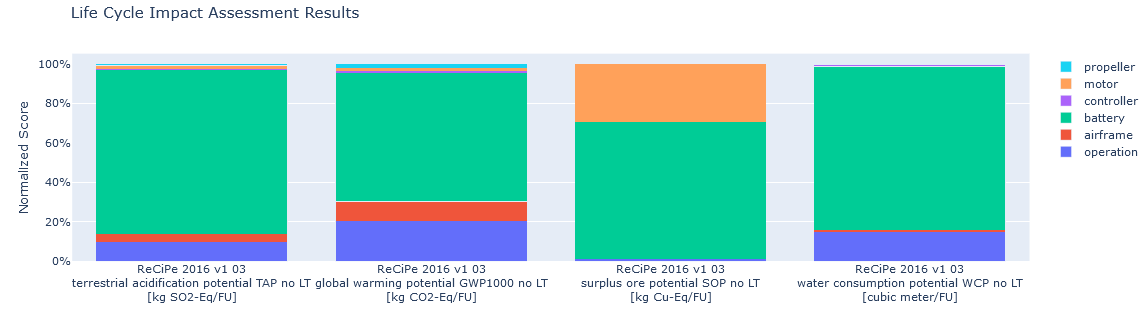 Life Cycle Impact Assessment Results
100%
80%
60%
40%
20%
0%
Normalized Score
ReCiPe 2016 v1 03
terrestrial acidification potential TAP no LT
[kg SO2-Eq/FU]
ReCiPe 2016 v1 03
global warming potential GWP1000 no LT
[kg CO2-Eq/FU]
ReCiPe 2016 v1 03
surplus ore potential SOP no LT
[kg Cu-Eq/FU]
ReCiPe 2016 v1 03
water consumption potential WCP no LT
[cubic meter/FU]
propeller
motor
controller
battery
airframe
operation